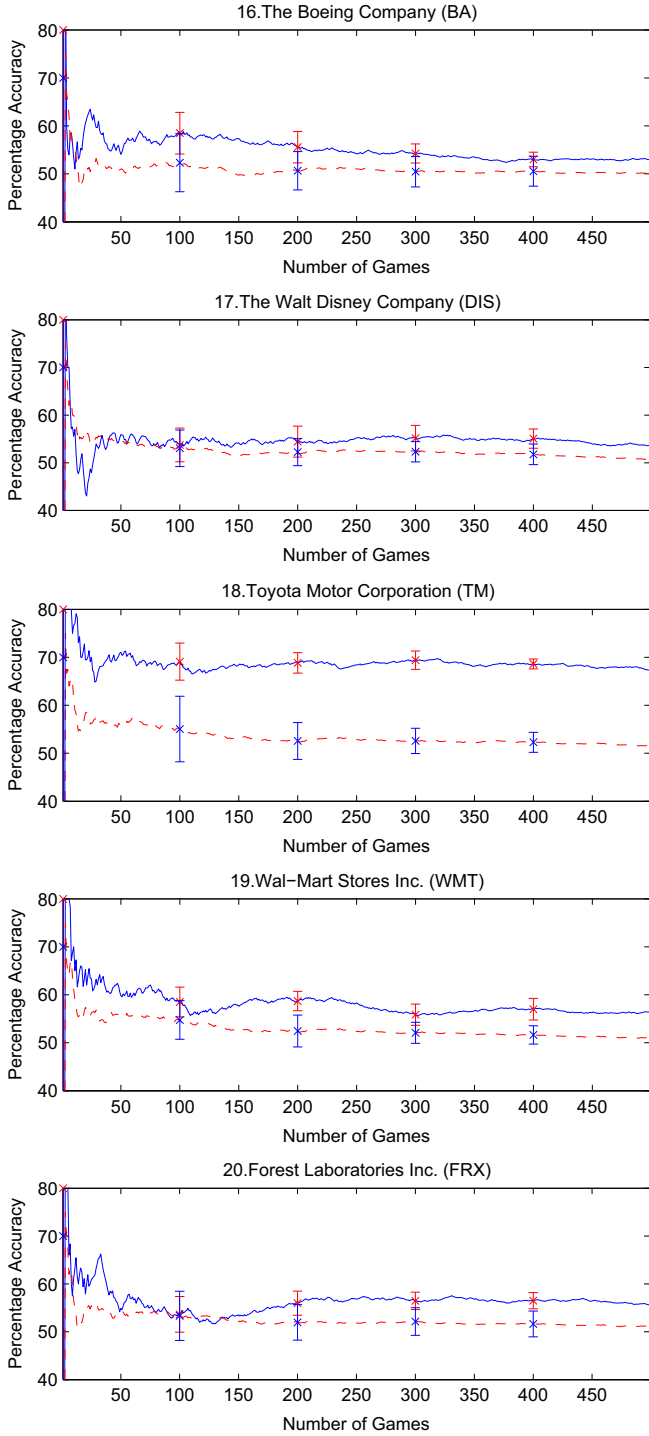 16.The Boeing Company (BA)
80
70
60
50
40
Percentage Accuracy
50 100 150 200 250 300 350 400 450
Number of Games
17.The Walt Disney Company (DIS)
80
70
60
50
40
Percentage Accuracy
50 100 150 200 250 300 350 400 450
Number of Games
18.Toyota Motor Corporation (TM)
80
70
60
50
40
Percentage Accuracy
50 100 150 200 250 300 350 400 450
Number of Games
19.Wal−Mart Stores Inc. (WMT)
80
70
60
50
40
Percentage Accuracy
50 100 150 200 250 300 350 400 450
Number of Games
20.Forest Laboratories Inc. (FRX)
80
70
60
50
40
Percentage Accuracy
50 100 150 200 250 300 350 400 450
Number of Games